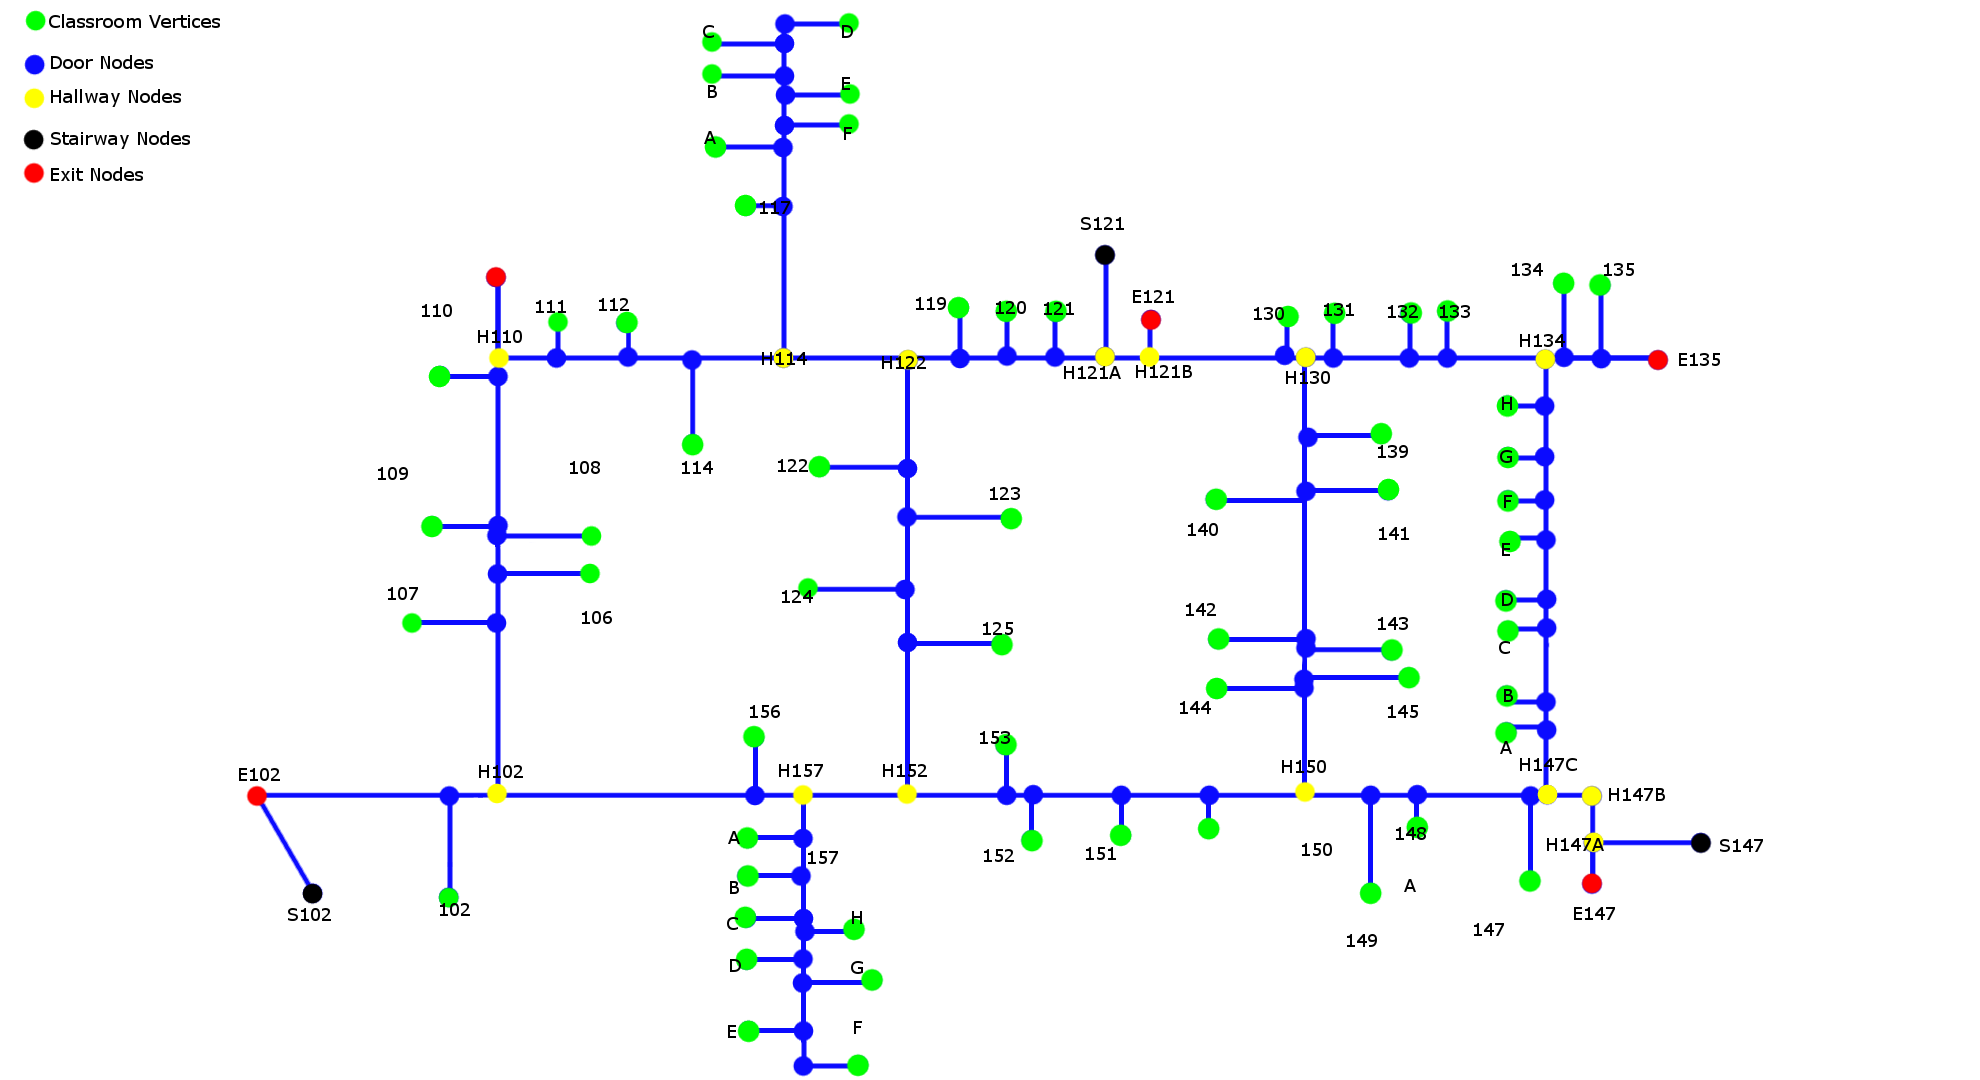 Classroom Vertices
Door Nodes
Hallway Nodes
Stairway Nodes
Exit Nodes
C
D
B
E
A
F
117
S121
110
111
112
H110
119
120
121
E121
130
131
132
133
134
135
H114
H122
H121A
H121B
H130
H134
E135
109
108
114
122
123
139
140
141
H
G
F
E
D
C
B
A
107
106
124
125
142
143
144
145
E102
H102
156
H157
H152
153
H150
H147C
H147B
S102
102
A
157
B
C
H
D
G
E
F
152
151
150
148
A
149
147
H147A
S147
E147